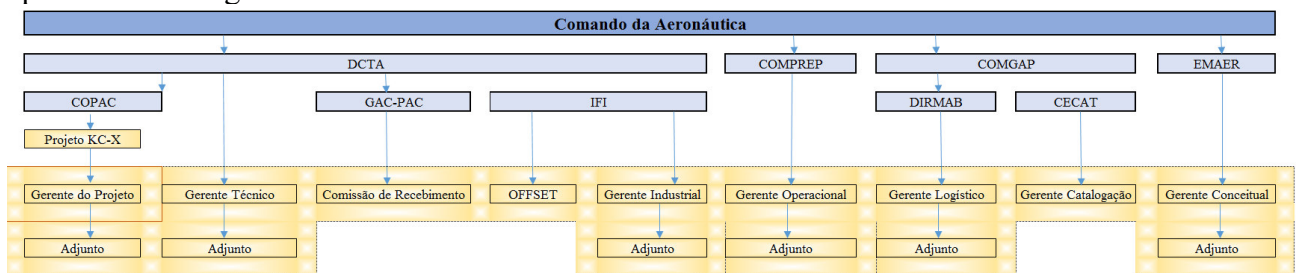 Comando da Aeronáutica
DCTA COMPREP COMGAP EMAER
COPAC GAC-PAC IFI DIRMAB CECAT
Projeto KC-X
Gerente do Projeto Gerente Técnico Comissão de Recebimento OFFSET Gerente Industrial Gerente Operacional Gerente Logístico Gerente Catalogação Gerente Conceitual
Adjunto Adjunto Adjunto Adjunto Adjunto Adjunto